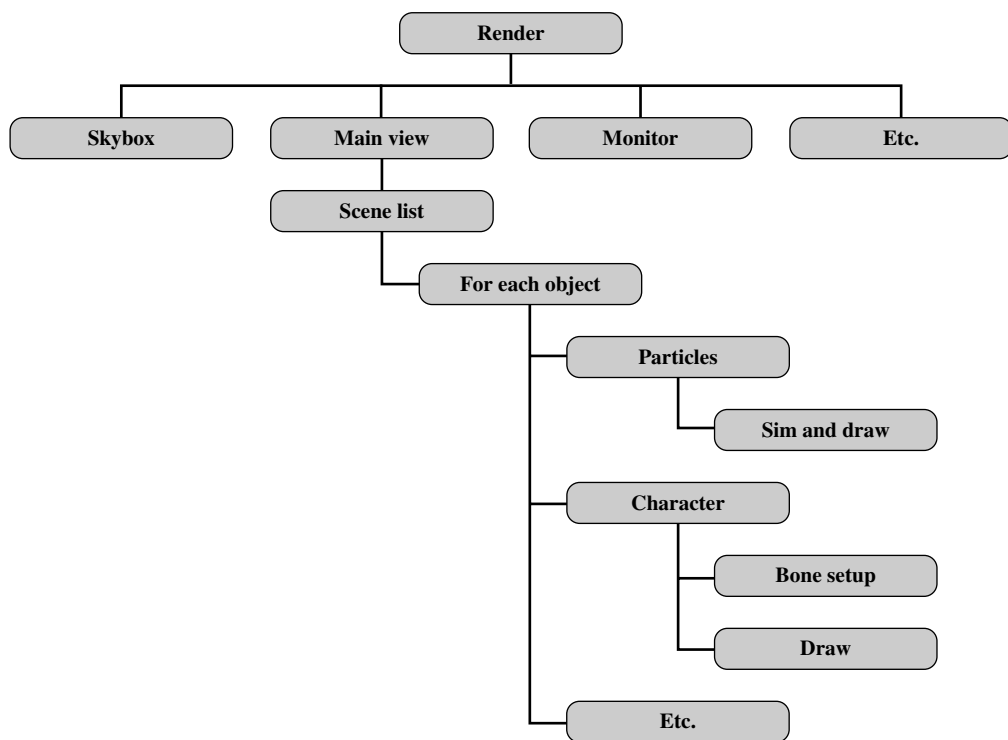 Render
Skybox
Main view
Monitor
Etc.
Scene list
For each object
Particles
Sim and draw
Character
Bone setup
Draw
Etc.